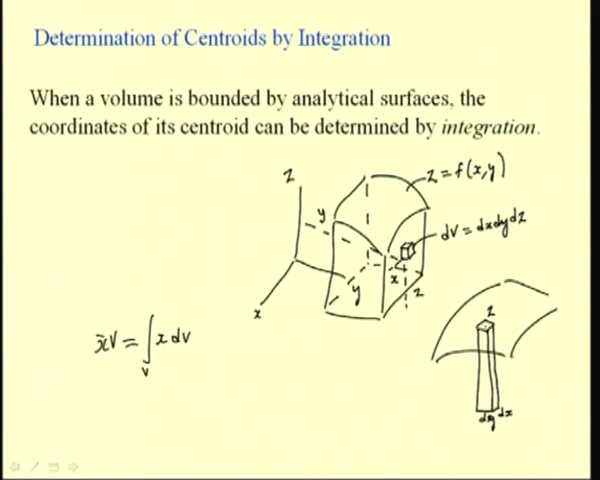 Determination of Centroids by Integration
When a volume is bounded by analytical surfaces, the
coordinates of its centroid can be determined by integration.
z
z = f(x,y)
y
dV = dxdydz
x
y
z
x
z
x̄V = ∫ x dV
V
dy dx